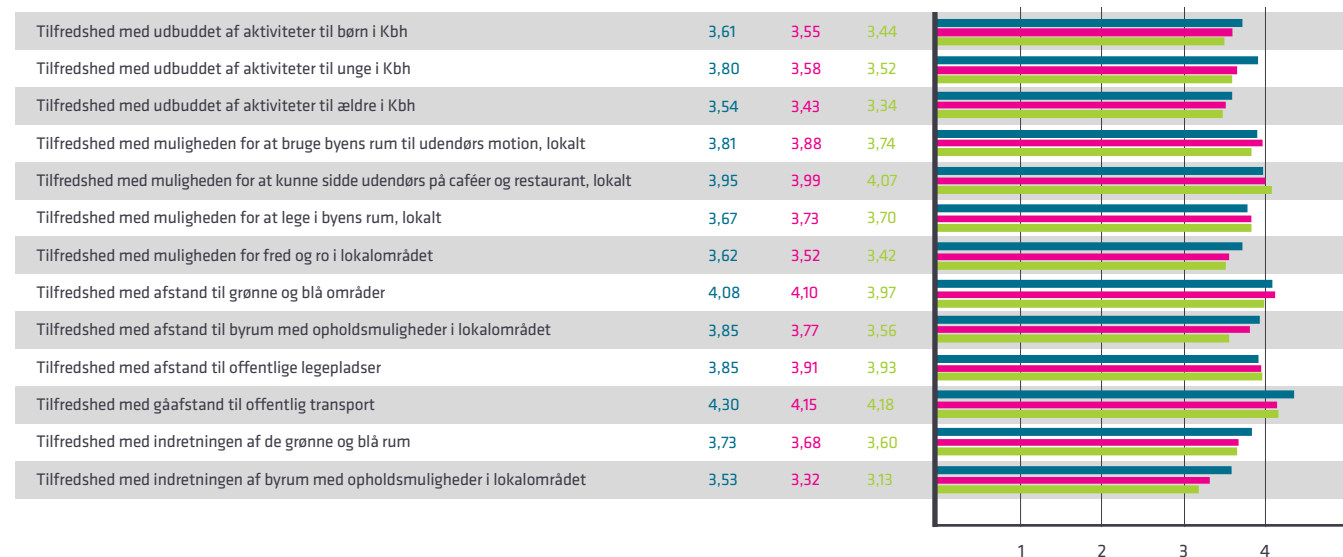 Tilfredshed med udbuddet af aktiviteter til børn i Kbh 3,61 3,55 3,44
Tilfredshed med udbuddet af aktiviteter til unge i Kbh 3,80 3,58 3,52
Tilfredshed med udbuddet af aktiviteter til ældre i Kbh 3,54 3,43 3,34
Tilfredshed med muligheden for at bruge byens rum til udendørs motion, lokalt 3,81 3,88 3,74
Tilfredshed med muligheden for at kunne sidde udendørs på caféer og restaurant, lokalt 3,95 3,99 4,07
Tilfredshed med muligheden for at lege i byens rum, lokalt 3,67 3,73 3,70
Tilfredshed med muligheden for fred og ro i lokalområdet 3,62 3,52 3,42
Tilfredshed med afstand til grønne og blå områder 4,08 4,10 3,97
Tilfredshed med afstand til byrum med opholdsmuligheder i lokalområdet 3,85 3,77 3,56
Tilfredshed med afstand til offentlige legepladser 3,85 3,91 3,93
Tilfredshed med gåafstand til offentlig transport 4,30 4,15 4,18
Tilfredshed med indretningen af de grønne og blå rum 3,73 3,68 3,60
Tilfredshed med indretningen af byrum med opholdsmuligheder i lokalområdet 3,53 3,32 3,13
1 2 3 4